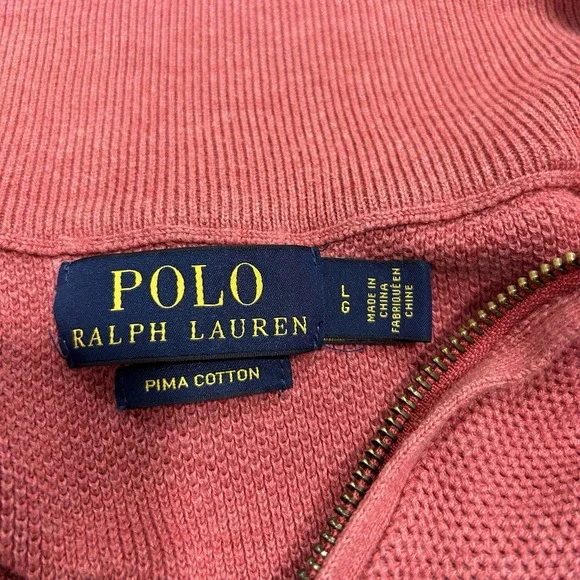 POLO
RALPH LAUREN
PIMA COTTON
L
G
MADE IN
CHINA
FABRIQUÉ EN
CHINE